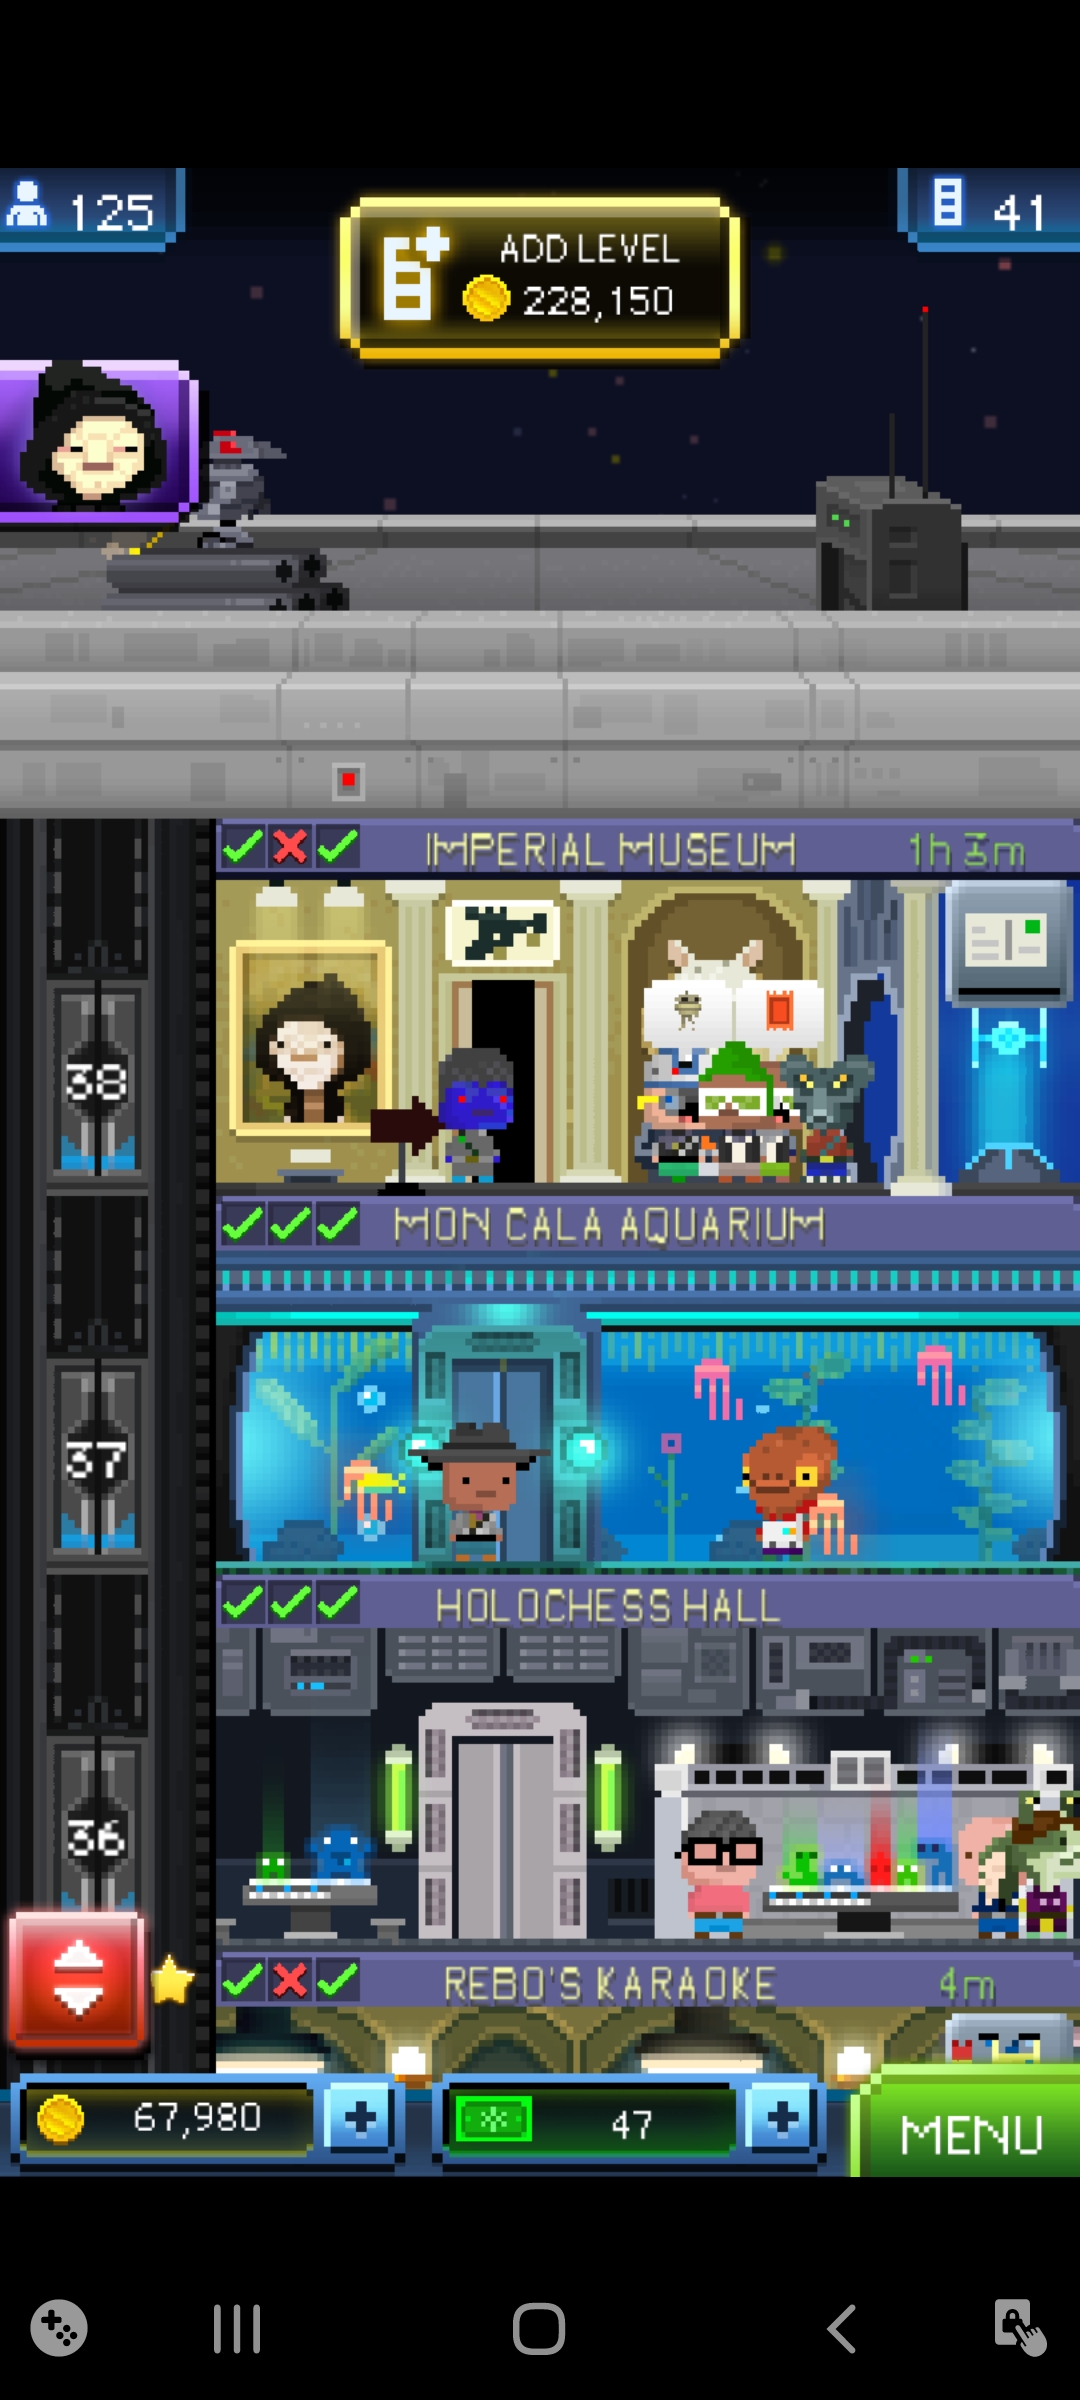 125
ADD LEVEL
228,150
41
IMPERIAL MUSEUM
1h 3m
38
MON CALA AQUARIUM
37
HOLOCHESS HALL
36
REBO'S KARAOKE
4m
67,980
47
MENU